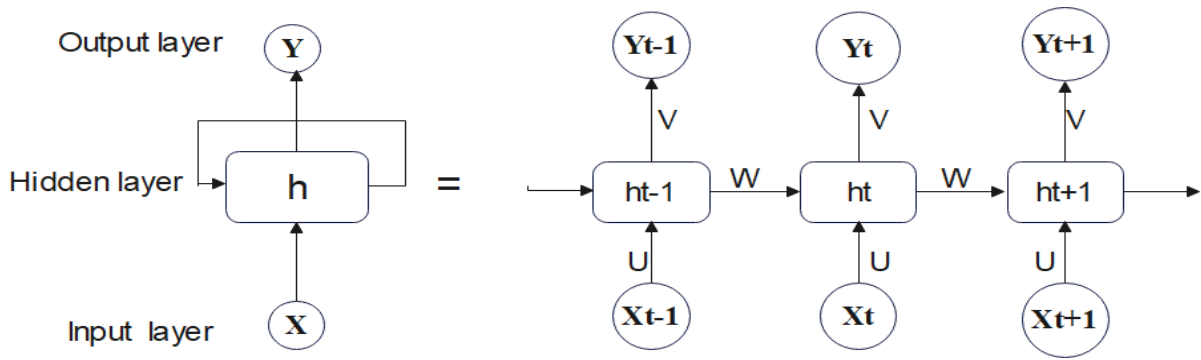 Output layer Y Yt-1 Yt Yt+1
V V V
Hidden layer h = ht-1 W ht W ht+1
U U U
Input layer X Xt-1 Xt Xt+1